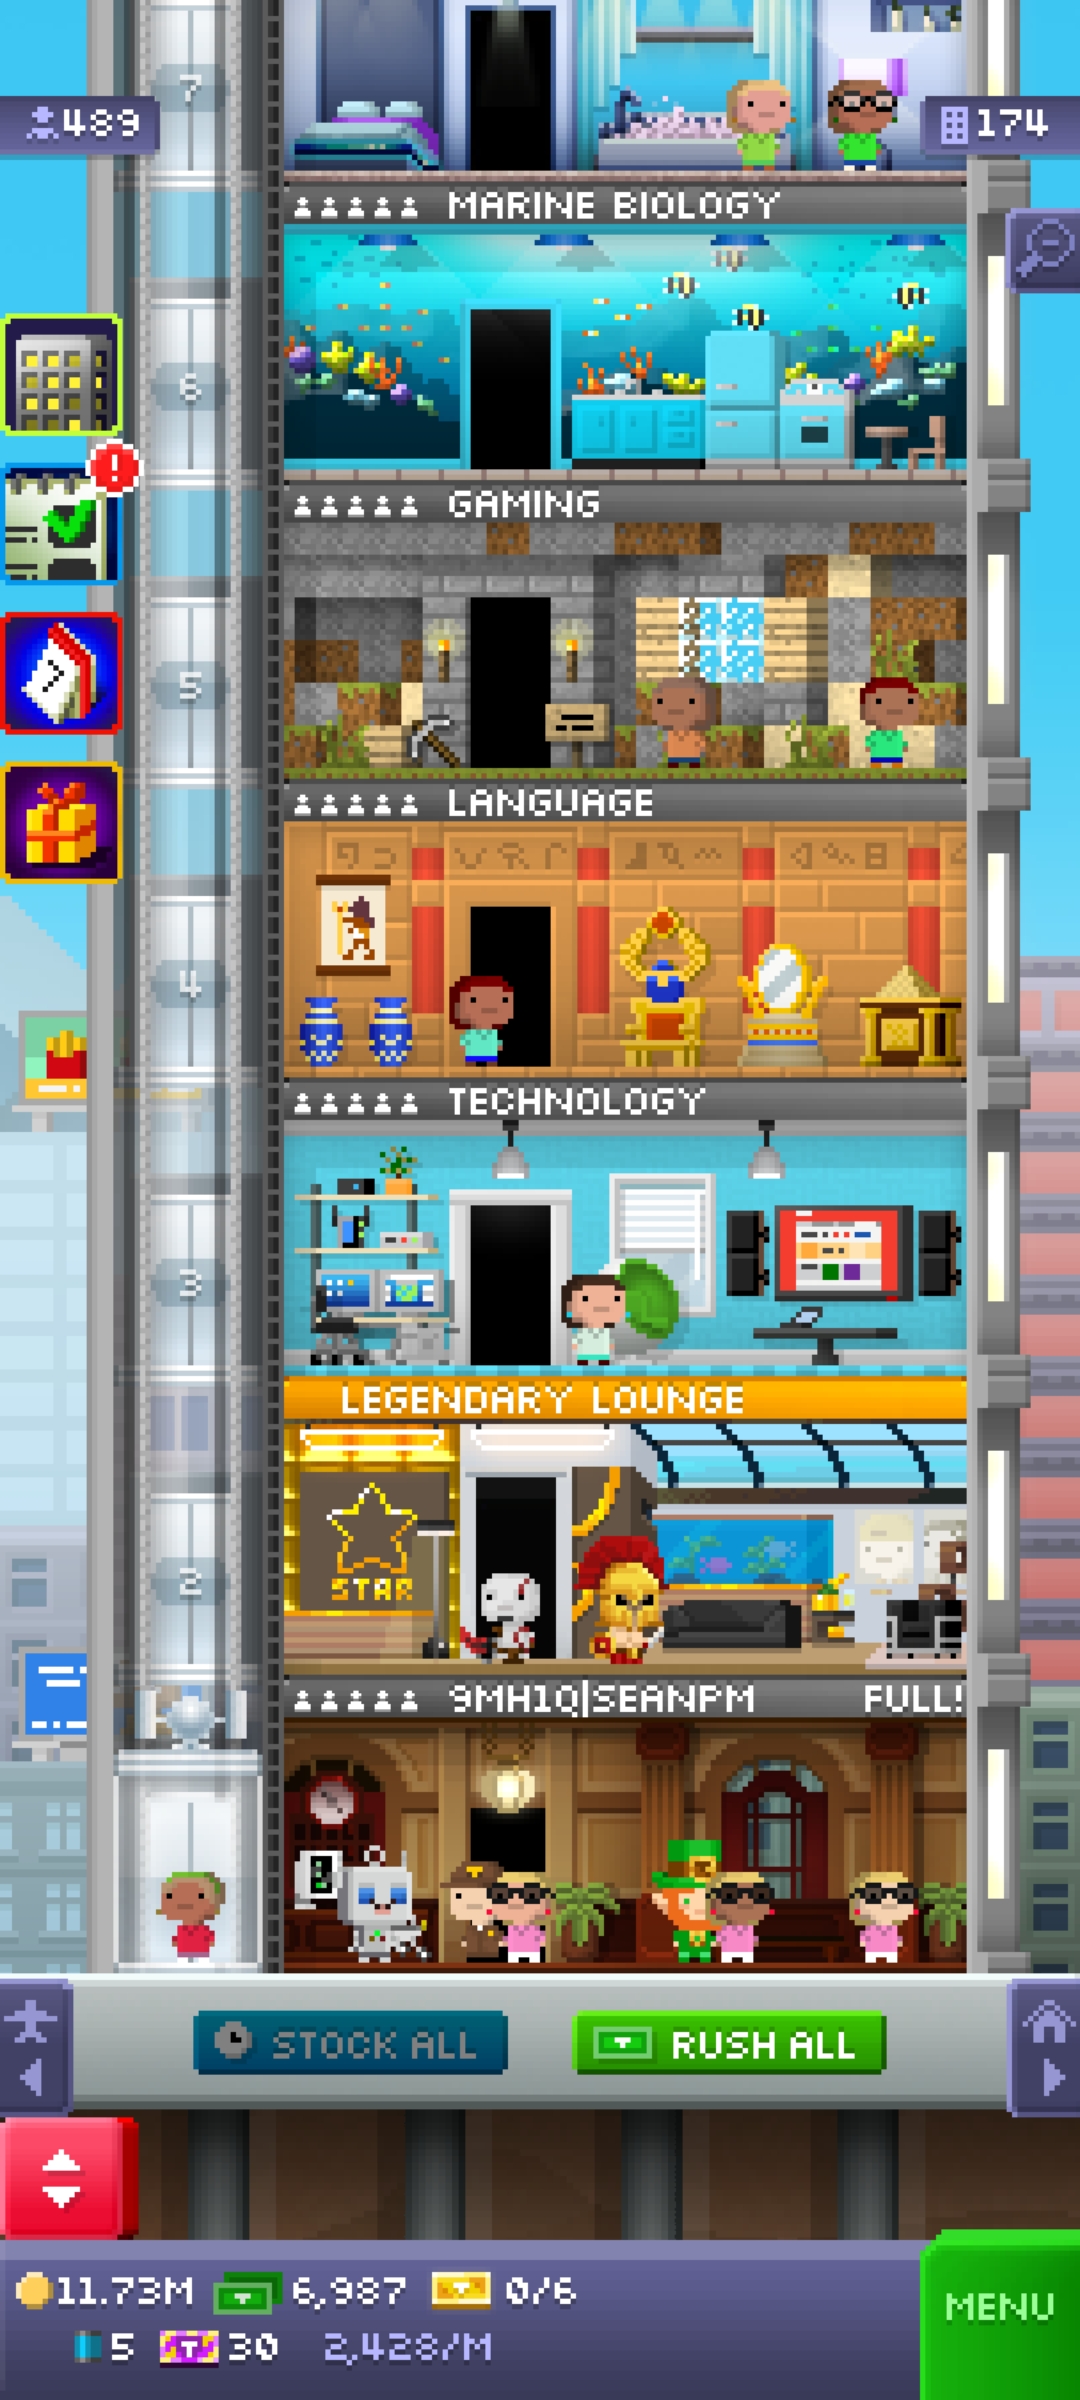 7
489
174
MARINE BIOLOGY
6
GAMING
5
LANGUAGE
4
TECHNOLOGY
3
LEGENDARY LOUNGE
STAR
2
9MH1Q|SEANPM FULL!
STOCK ALL
RUSH ALL
11.73M 6,987 0/6
5 30 2,428/M
MENU